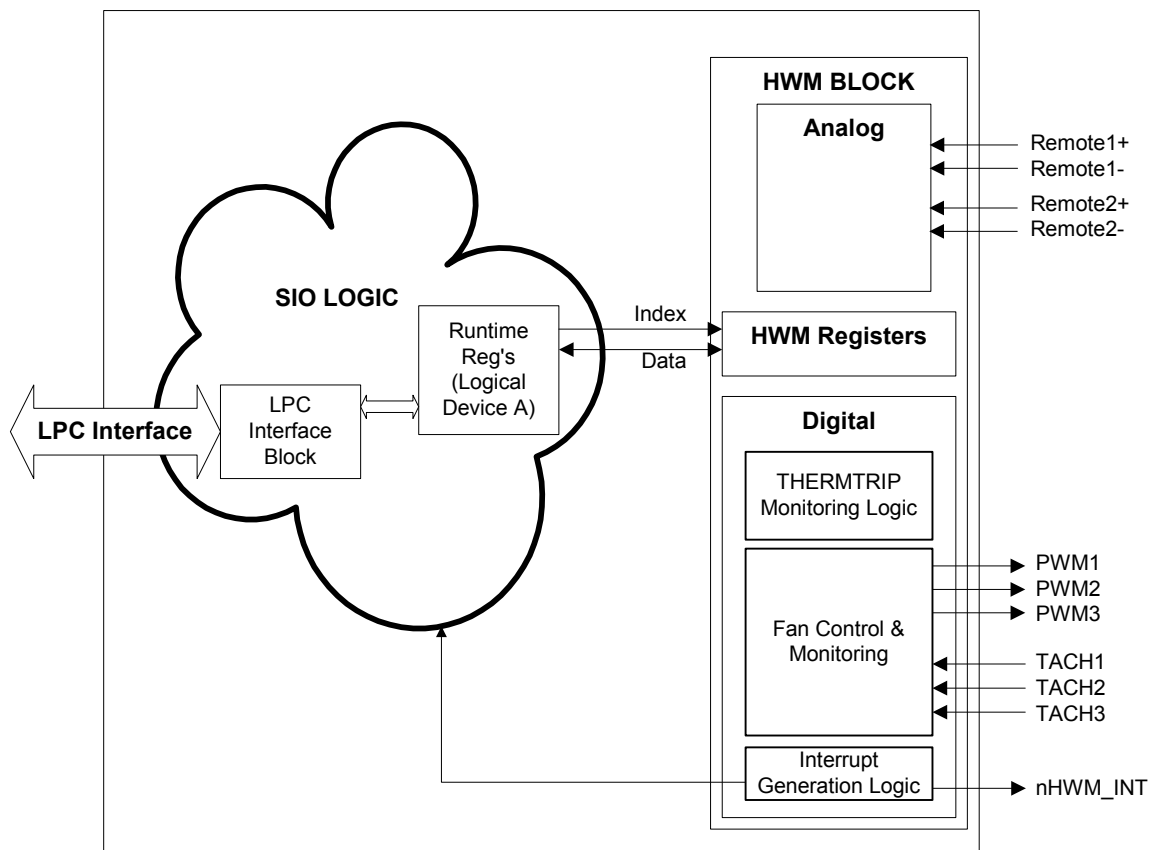 HWM BLOCK
Analog
Remote1+
Remote1-
Remote2+
Remote2-
SIO LOGIC
Runtime
Reg's
(Logical
Device A)
Index
Data
HWM Registers
LPC Interface
LPC
Interface
Block
Digital
THERMTRIP
Monitoring Logic
Fan Control &
Monitoring
PWM1
PWM2
PWM3
TACH1
TACH2
TACH3
Interrupt
Generation Logic
nHWM_INT